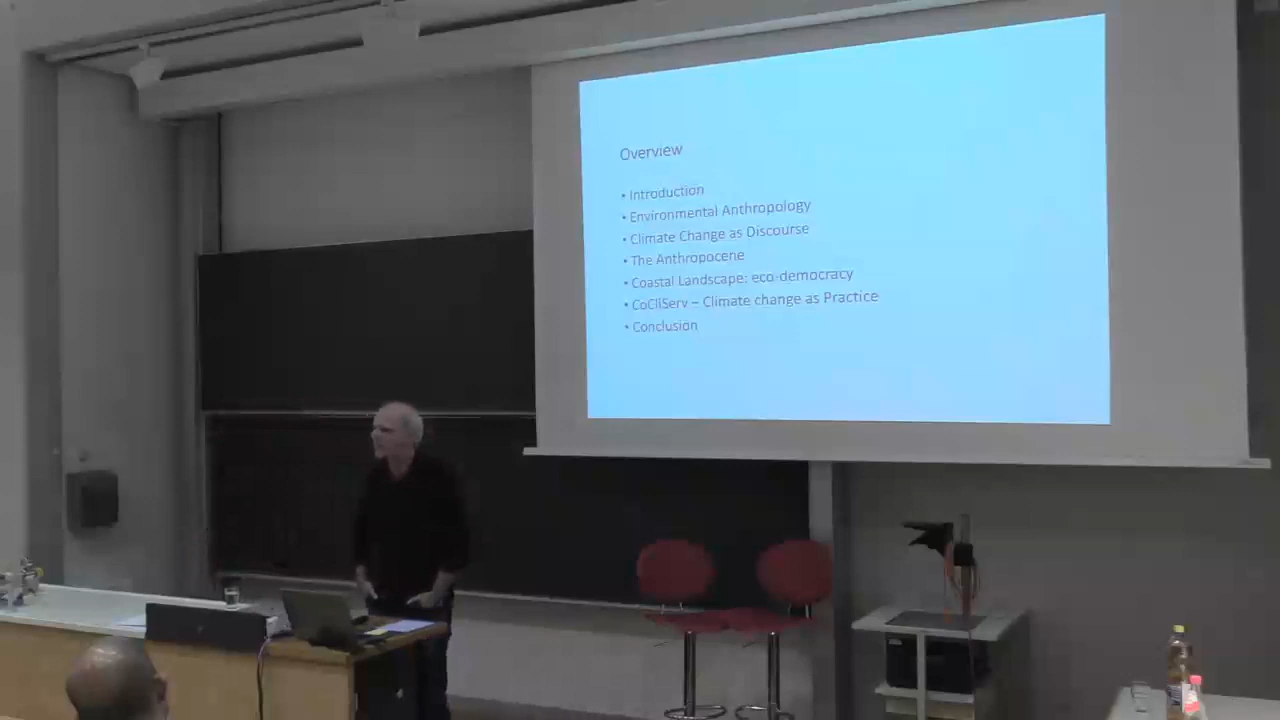 Overview
• Introduction
• Environmental Anthropology
• Climate Change as Discourse
• The Anthropocene
• Coastal Landscape: eco-democracy
• CoCliServ – Climate change as Practice
• Conclusion